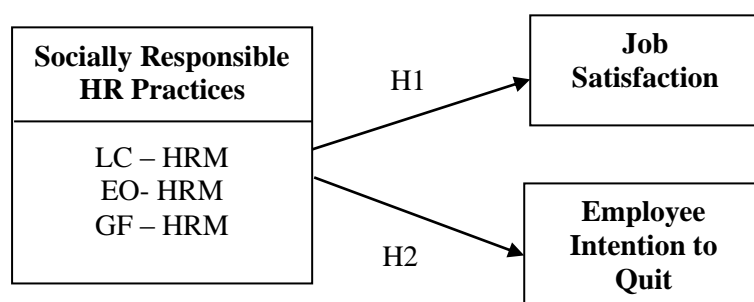 Socially Responsible
HR Practices
LC – HRM
EO- HRM
GF – HRM
H1
H2
Job
Satisfaction
Employee
Intention to
Quit